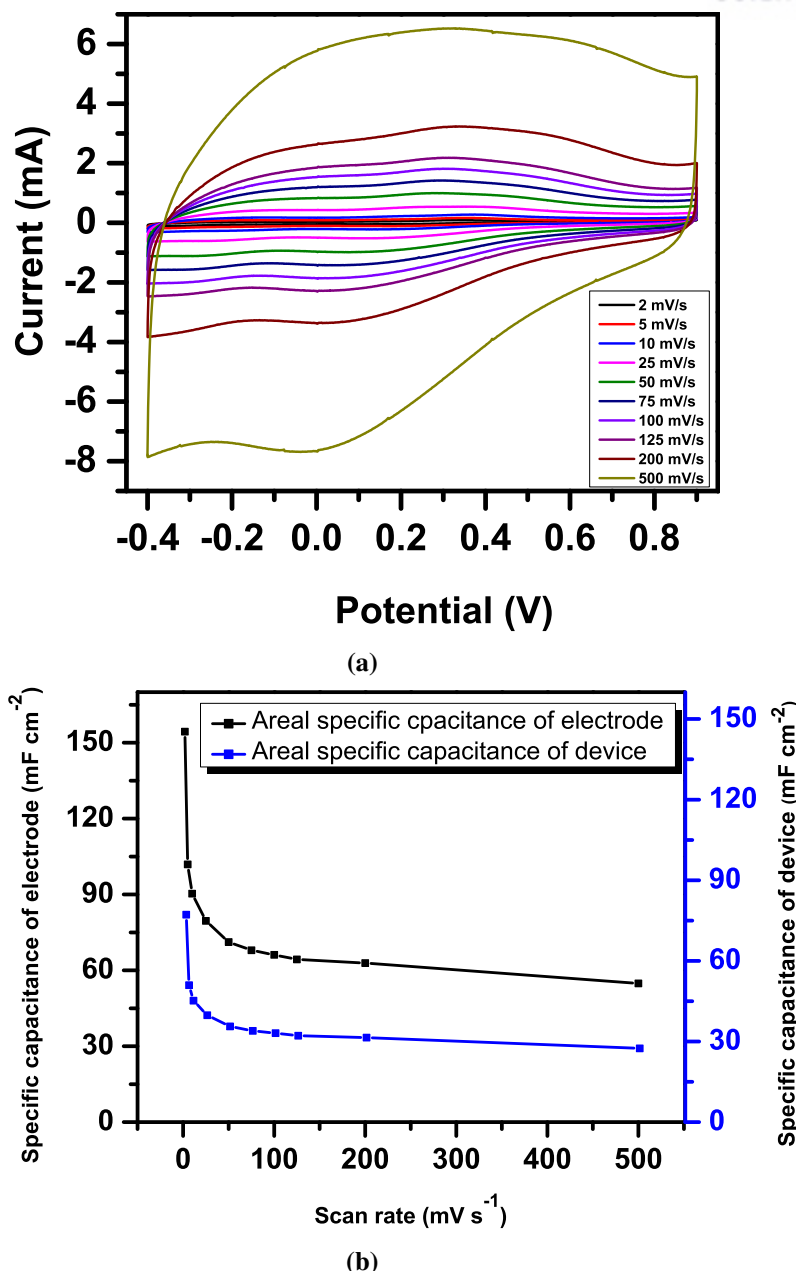 6
4
2
0
-2
-4
-6
-8
Current (mA)
2 mV/s
5 mV/s
10 mV/s
25 mV/s
50 mV/s
75 mV/s
100 mV/s
125 mV/s
200 mV/s
500 mV/s
-0.4 -0.2 0.0 0.2 0.4 0.6 0.8
Potential (V)
(a)
Specific capacitance of electrode (mF cm-2)
150
120
90
60
30
0
Areal specific cpacitance of electrode
Areal specific capacitance of device
150
120
90
60
30
0
Specific capacitance of device (mF cm-2)
0 100 200 300 400 500
Scan rate (mV s-1)
(b)